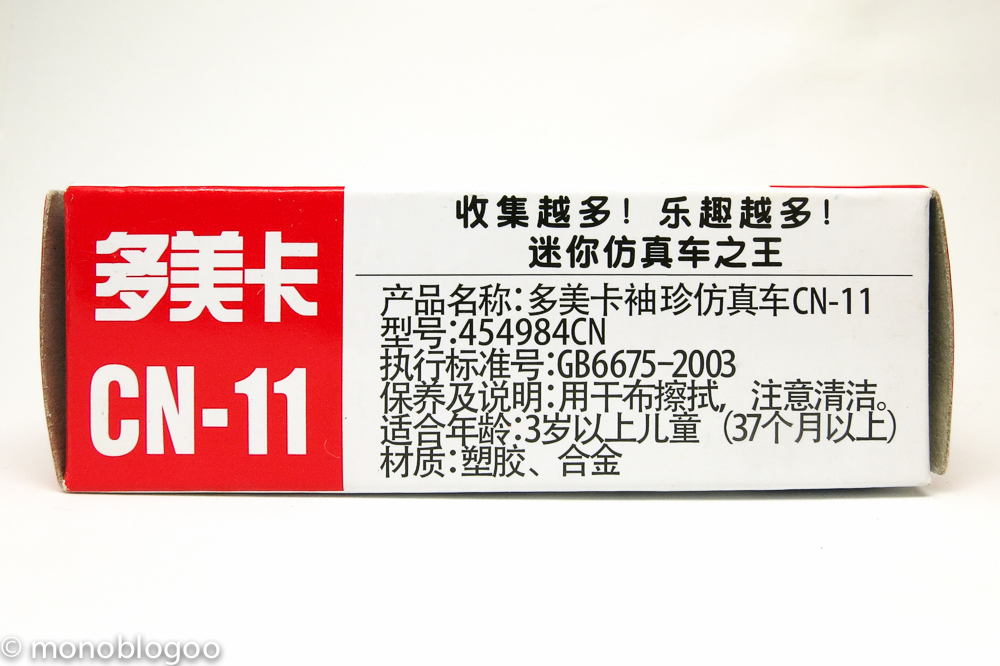 多美卡
CN-11
收集越多！乐趣越多！
迷你仿真车之王
产品名称：多美卡袖珍仿真车CN-11
型号：454984CN
执行标准号：GB6675-2003
保养及说明：用干布擦拭，注意清洁。
适合年龄：3岁以上儿童（37个月以上）
材质：塑胶、合金
© monoblogoo